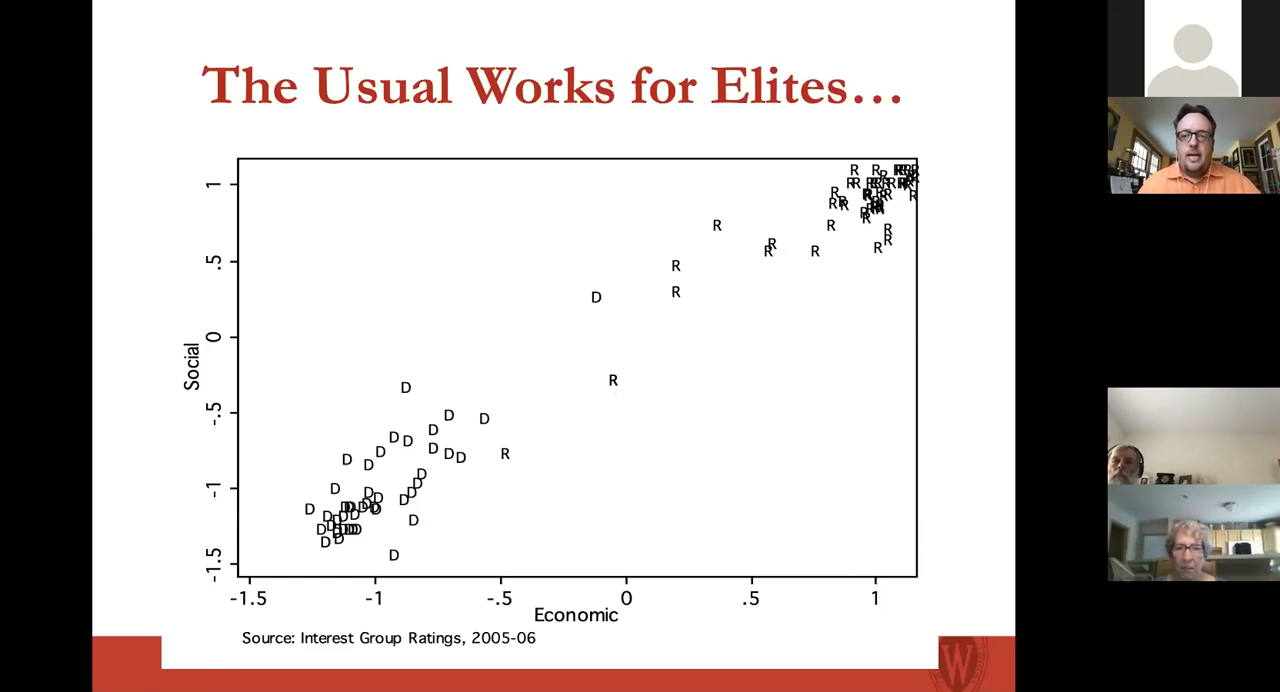 The Usual Works for Elites…
Social
1
.5
0
-.5
-1
-1.5
-1.5
-1
-.5
0
.5
1
Economic
Source: Interest Group Ratings, 2005-06
W